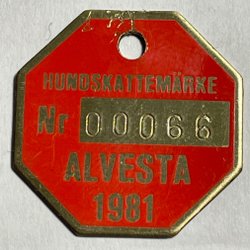 HUNDSKATTEMÄRKE
Nr 00066
ALVESTA
1981